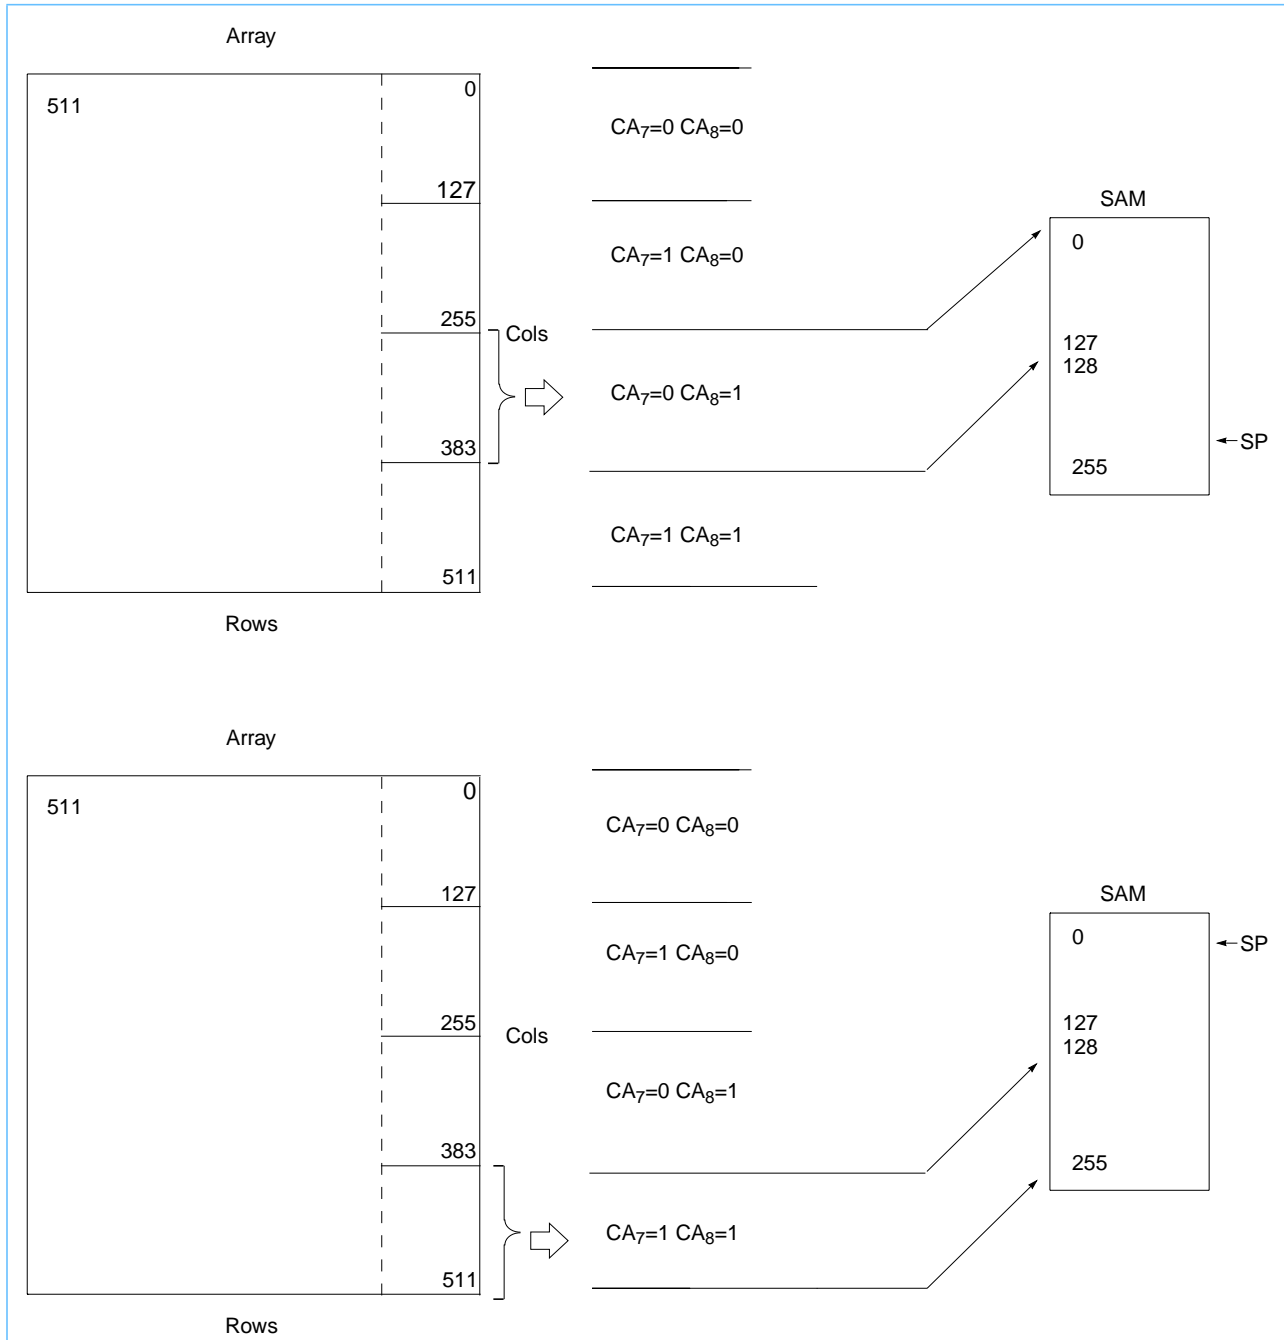 Array
511
0
CA7=0 CA8=0
127
SAM
0
CA7=1 CA8=0
255
Cols
127
128
CA7=0 CA8=1
SP
383
255
CA7=1 CA8=1
511
Rows
Array
511
0
CA7=0 CA8=0
127
SAM
0
SP
CA7=1 CA8=0
255
Cols
127
128
CA7=0 CA8=1
383
255
CA7=1 CA8=1
511
Rows